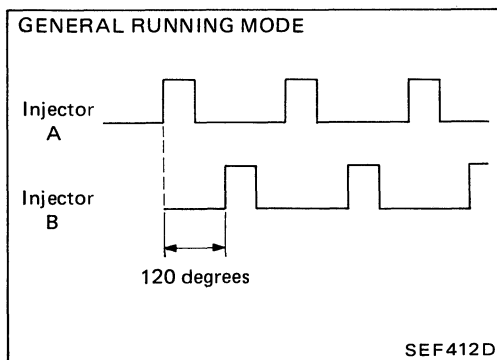 GENERAL RUNNING MODE
Injector
A
Injector
B
120 degrees
SEF412D